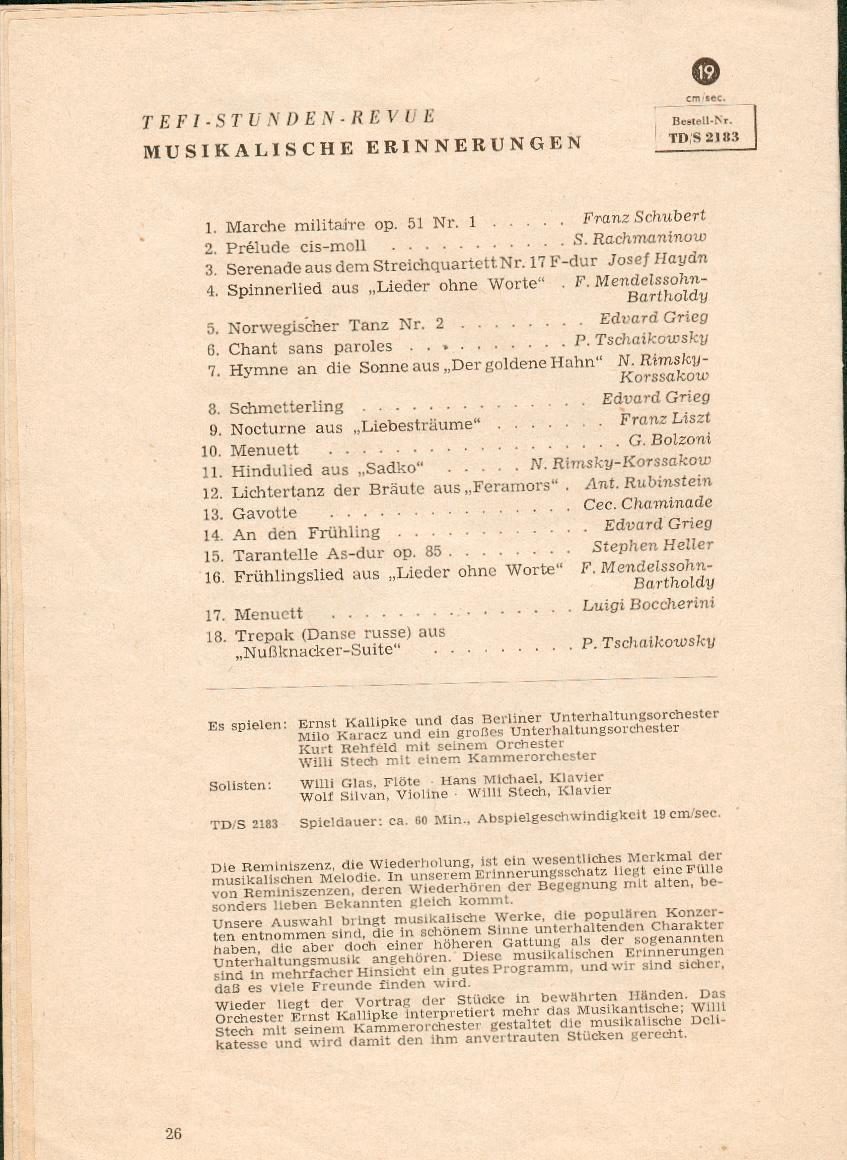 19
cm/sec.
TEFI-STUNDEN-REVUE
Bestell-Nr.
MUSIKALISCHE ERINNERUNGEN
TD/S 2183
1. Marche militaire op. 51 Nr. 1 . . . . . Franz Schubert
2. Prélude cis-moll . . . . . . . . . . . S. Rachmaninow
3. Serenade aus dem Streichquartett Nr. 17 F-dur Josef Haydn
4. Spinnerlied aus „Lieder ohne Worte“ . F. Mendelssohn-
Bartholdy
5. Norwegischer Tanz Nr. 2 . . . . . . . . Edvard Grieg
6. Chant sans paroles . . . . . . . . . P. Tschaikowsky
7. Hymne an die Sonne aus „Der goldene Hahn“ N. Rimsky-
Korssakow
8. Schmetterling . . . . . . . . . . . . . . Edvard Grieg
9. Nocturne aus „Liebesträume“ . . . . . . . Franz Liszt
10. Menuett . . . . . . . . . . . . . . . . . . G. Bolzoni
11. Hindulied aus „Sadko“ . . . . . N. Rimsky-Korssakow
12. Lichtertanz der Bräute aus „Feramors“ . Ant. Rubinstein
13. Gavotte . . . . . . . . . . . . . . . Cec. Chaminade
14. An den Frühling . . . . . . . . . . . . Edvard Grieg
15. Tarantelle As-dur op. 85 . . . . . . . . Stephen Heller
16. Frühlingslied aus „Lieder ohne Worte“ F. Mendelssohn-
Bartholdy
17. Menuett . . . . . . . . . . . . . . . Luigi Boccherini
18. Trepak (Danse russe) aus
„Nußknacker-Suite“ . . . . . . . . . P. Tschaikowsky
Es spielen: Ernst Kallipke und das Berliner Unterhaltungsorchester
Milo Karacz und ein großes Unterhaltungsorchester
Kurt Rehfeld mit seinem Orchester
Willi Stech mit einem Kammerorchester
Solisten: Willi Glas, Flöte · Hans Michael, Klavier
Wolf Silvan, Violine · Willi Stech, Klavier
TD/S 2183 Spieldauer: ca. 60 Min., Abspielgeschwindigkeit 19 cm/sec.
Die Reminiszenz, die Wiederholung, ist ein wesentliches Merkmal der
musikalischen Melodie. In unserem Erinnerungsschatz liegt eine Fülle
von Reminiszenzen, deren Wiederhören der Begegnung mit alten, be-
sonders lieben Bekannten gleich kommt.
Unsere Auswahl bringt musikalische Werke, die populären Konzer-
ten entnommen sind, die in schönem Sinne unterhaltenden Charakter
haben, die aber doch einer höheren Gattung als der sogenannten
Unterhaltungsmusik angehören. Diese musikalischen Erinnerungen
sind in mehrfacher Hinsicht ein gutes Programm, und wir sind sicher,
daß es viele Freunde finden wird.
Wieder liegt der Vortrag der Stücke in bewährten Händen. Das
Orchester Ernst Kallipke interpretiert mehr das Musikantische; Willi
Stech mit seinem Kammerorchester gestaltet die musikalische Deli-
katesse und wird damit den ihm anvertrauten Stücken gerecht.
26